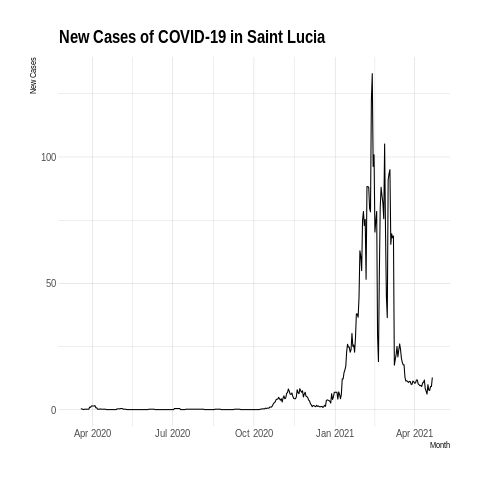 New Cases of COVID-19 in Saint Lucia
New Cases
100
50
0
Apr 2020 Jul 2020 Oct 2020 Jan 2021 Apr 2021
Month